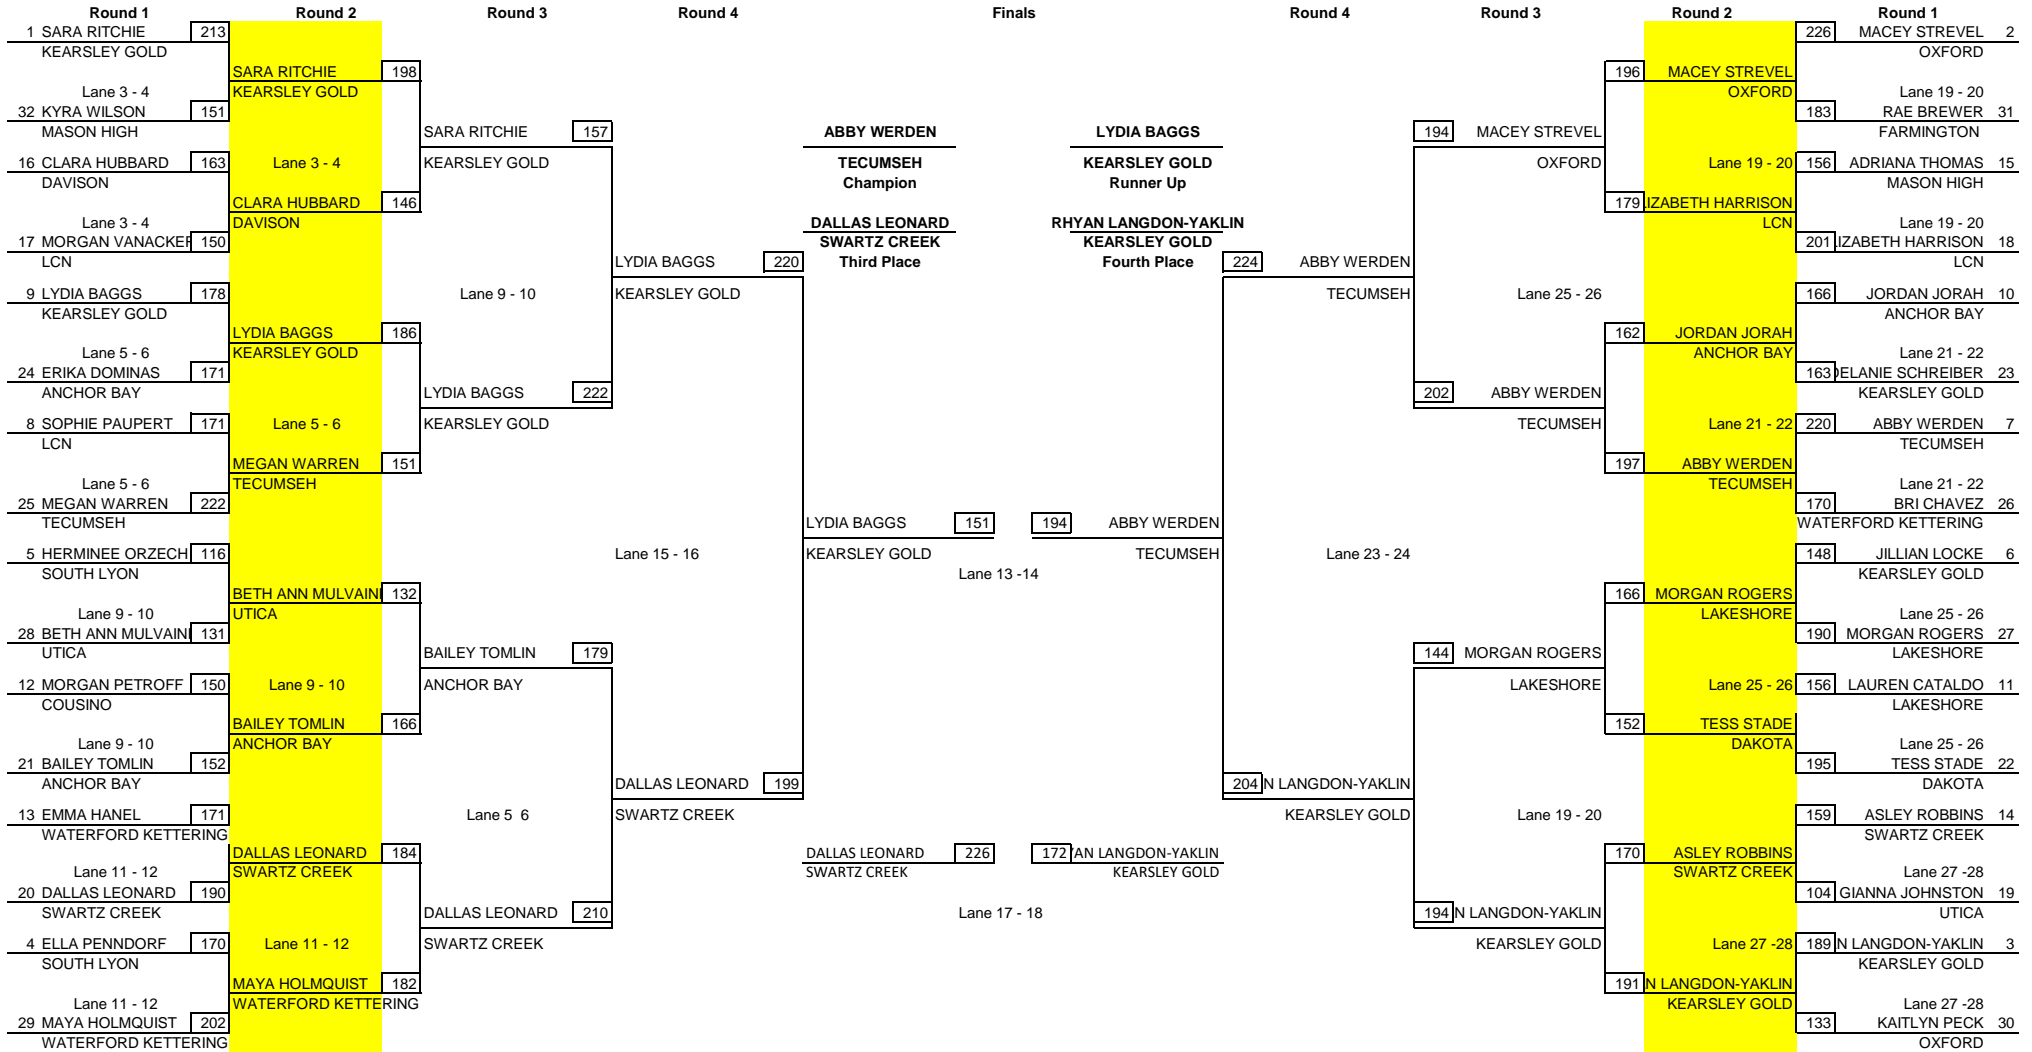 Round 1
Round 2
Round 3
Round 4
Finals
Round 4
Round 3
Round 2
Round 1
1 SARA RITCHIE 213
KEARSLEY GOLD
Lane 3 - 4
32 KYRA WILSON 151
MASON HIGH
16 CLARA HUBBARD 163
DAVISON
Lane 3 - 4
17 MORGAN VANACKER 150
LCN
9 LYDIA BAGGS 178
KEARSLEY GOLD
Lane 5 - 6
24 ERIKA DOMINAS 171
ANCHOR BAY
8 SOPHIE PAUPERT 171
LCN
Lane 5 - 6
25 MEGAN WARREN 222
TECUMSEH
5 HERMINEE ORZECH 116
SOUTH LYON
Lane 9 - 10
28 BETH ANN MULVAIN 131
UTICA
12 MORGAN PETROFF 150
COUSINO
Lane 9 - 10
21 BAILEY TOMLIN 152
ANCHOR BAY
13 EMMA HANEL 171
WATERFORD KETTERING
Lane 11 - 12
20 DALLAS LEONARD 190
SWARTZ CREEK
4 ELLA PENNDORF 170
SOUTH LYON
Lane 11 - 12
29 MAYA HOLMQUIST 202
WATERFORD KETTERING
SARA RITCHIE 198
KEARSLEY GOLD
Lane 3 - 4
CLARA HUBBARD 146
DAVISON
LYDIA BAGGS 186
KEARSLEY GOLD
Lane 5 - 6
MEGAN WARREN 151
TECUMSEH
BETH ANN MULVAIN 132
UTICA
Lane 9 - 10
BAILEY TOMLIN 166
ANCHOR BAY
DALLAS LEONARD 184
SWARTZ CREEK
Lane 11 - 12
MAYA HOLMQUIST 182
WATERFORD KETTERING
SARA RITCHIE 157
KEARSLEY GOLD
Lane 9 - 10
LYDIA BAGGS 222
KEARSLEY GOLD
BAILEY TOMLIN 179
ANCHOR BAY
Lane 5 6
DALLAS LEONARD 210
SWARTZ CREEK
LYDIA BAGGS 220
KEARSLEY GOLD
Lane 15 - 16
DALLAS LEONARD 199
SWARTZ CREEK
ABBY WERDEN
TECUMSEH
Champion
LYDIA BAGGS
KEARSLEY GOLD
Runner Up
DALLAS LEONARD
SWARTZ CREEK
Third Place
RHYAN LANGDON-YAKLIN
KEARSLEY GOLD
Fourth Place
LYDIA BAGGS 151
KEARSLEY GOLD
194 ABBY WERDEN
TECUMSEH
Lane 13 -14
DALLAS LEONARD 226
SWARTZ CREEK
172 AN LANGDON-YAKLIN
KEARSLEY GOLD
Lane 17 - 18
224 ABBY WERDEN
TECUMSEH
Lane 23 - 24
204 N LANGDON-YAKLIN
KEARSLEY GOLD
194 MACEY STREVEL
OXFORD
Lane 25 - 26
202 ABBY WERDEN
TECUMSEH
144 MORGAN ROGERS
LAKESHORE
Lane 19 - 20
194 N LANGDON-YAKLIN
KEARSLEY GOLD
196 MACEY STREVEL
OXFORD
Lane 19 - 20
179 IZABETH HARRISON
LCN
162 JORDAN JORAH
ANCHOR BAY
Lane 21 - 22
197 ABBY WERDEN
TECUMSEH
166 MORGAN ROGERS
LAKESHORE
Lane 25 - 26
152 TESS STADE
DAKOTA
170 ASLEY ROBBINS
SWARTZ CREEK
Lane 27 -28
191 N LANGDON-YAKLIN
KEARSLEY GOLD
226 MACEY STREVEL 2
OXFORD
Lane 19 - 20
183 RAE BREWER 31
FARMINGTON
156 ADRIANA THOMAS 15
MASON HIGH
Lane 19 - 20
201 IZABETH HARRISON 18
LCN
166 JORDAN JORAH 10
ANCHOR BAY
Lane 21 - 22
163 ELANIE SCHREIBER 23
KEARSLEY GOLD
220 ABBY WERDEN 7
TECUMSEH
Lane 21 - 22
170 BRI CHAVEZ 26
WATERFORD KETTERING
148 JILLIAN LOCKE 6
KEARSLEY GOLD
Lane 25 - 26
190 MORGAN ROGERS 27
LAKESHORE
156 LAUREN CATALDO 11
LAKESHORE
Lane 25 - 26
195 TESS STADE 22
DAKOTA
159 ASLEY ROBBINS 14
SWARTZ CREEK
Lane 27 -28
104 GIANNA JOHNSTON 19
UTICA
189 N LANGDON-YAKLIN 3
KEARSLEY GOLD
Lane 27 -28
133 KAITLYN PECK 30
OXFORD